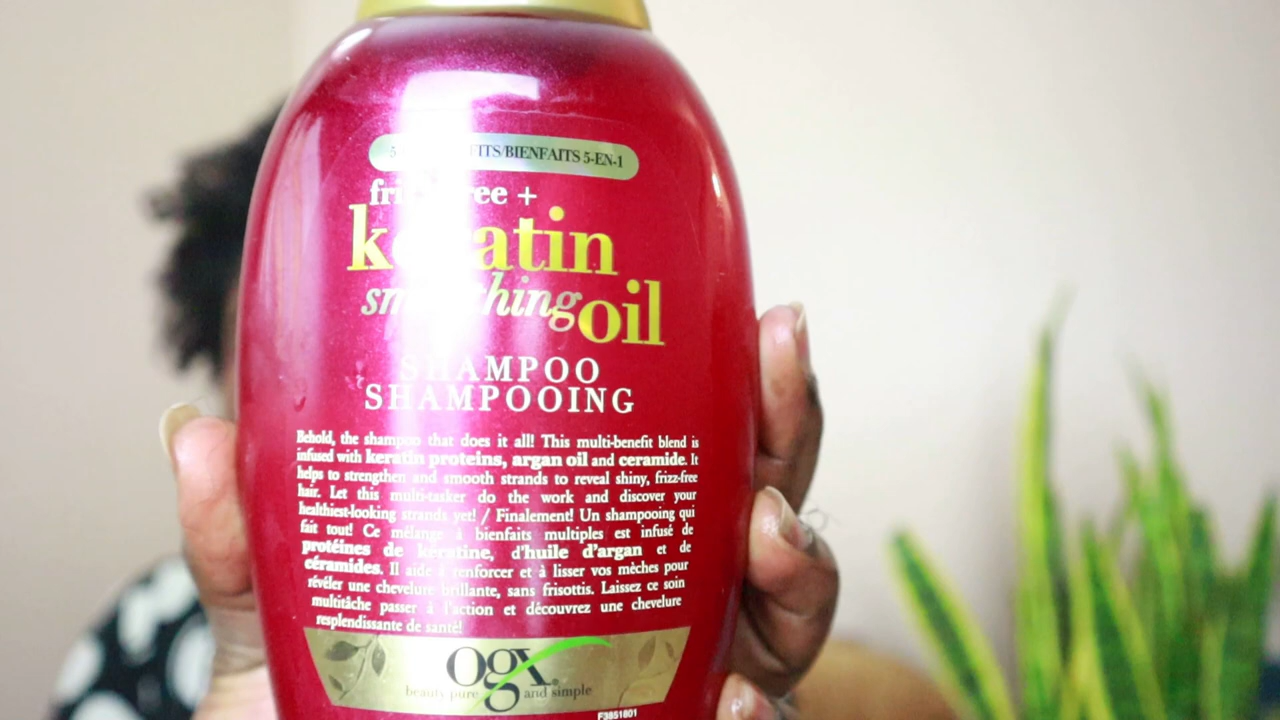 5 BIENFAITS 5-EN-1
+
oil
SHAMPOO
SHAMPOOING
Behold, the shampoo that does it all! This multi-benefit blend is
infused with keratin proteins, argan oil and ceramide. It
helps to strengthen and smooth strands to reveal shiny, frizz-free
hair. Let this multi-tasker do the work and discover your
healthiest-looking strands yet! / Finalement! Un shampooing qui
fait tout! Ce mélange à bienfaits multiples est infusé de
protéines de kératine, d'huile d'argan et de
céramides. Il aide à renforcer et à lisser vos mèches pour
révéler une chevelure brillante, sans frisottis. Laissez ce soin
multitâche passer à l'action et découvrez une chevelure
resplendissante de santé!
ogx
beauty pure and simple
F3851801